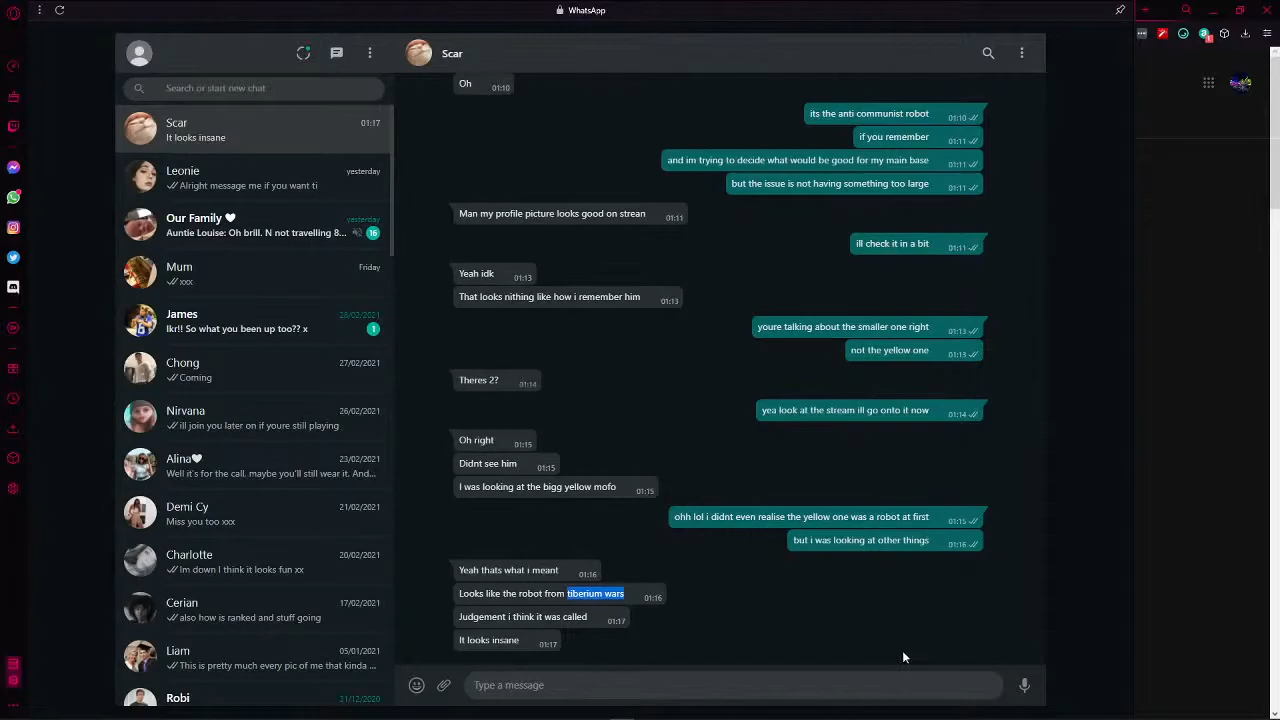 WhatsApp
Scar
Search or start new chat
Scar
01:17
It looks insane
Leonie
yesterday
Alright message me if you want ti
Our Family
yesterday
Auntie Louise: Oh brill. N not travelling 8...
16
Mum
Friday
xxx
James
28/02/2021
Ikr!! So what you been up too?? x
1
Chong
27/02/2021
Coming
Nirvana
26/02/2021
ill join you later on if youre still playing
Alina
23/02/2021
Well it's for the call, maybe you'll still wear it. And...
Demi Cy
21/02/2021
Miss you too xxx
Charlotte
20/02/2021
Im down I think it looks fun xx
Cerian
17/02/2021
also how is ranked and stuff going
Liam
05/01/2021
This is pretty much every pic of me that kinda ...
Robi
31/12/2020
Oh
01:10
its the anti communist robot
01:10
if you remember
01:11
and im trying to decide what would be good for my main base
01:11
but the issue is not having something too large
01:11
Man my profile picture looks good on strean
01:11
ill check it in a bit
01:11
Yeah idk
01:13
That looks nithing like how i remember him
01:13
youre talking about the smaller one right
01:13
not the yellow one
01:13
Theres 2?
01:14
yea look at the stream ill go onto it now
01:14
Oh right
01:15
Didnt see him
01:15
I was looking at the bigg yellow mofo
01:15
ohh lol i didnt even realise the yellow one was a robot at first
01:15
but i was looking at other things
01:16
Yeah thats what i meant
01:16
Looks like the robot from tiberium wars
01:16
Judgement i think it was called
01:17
It looks insane
01:17
Type a message